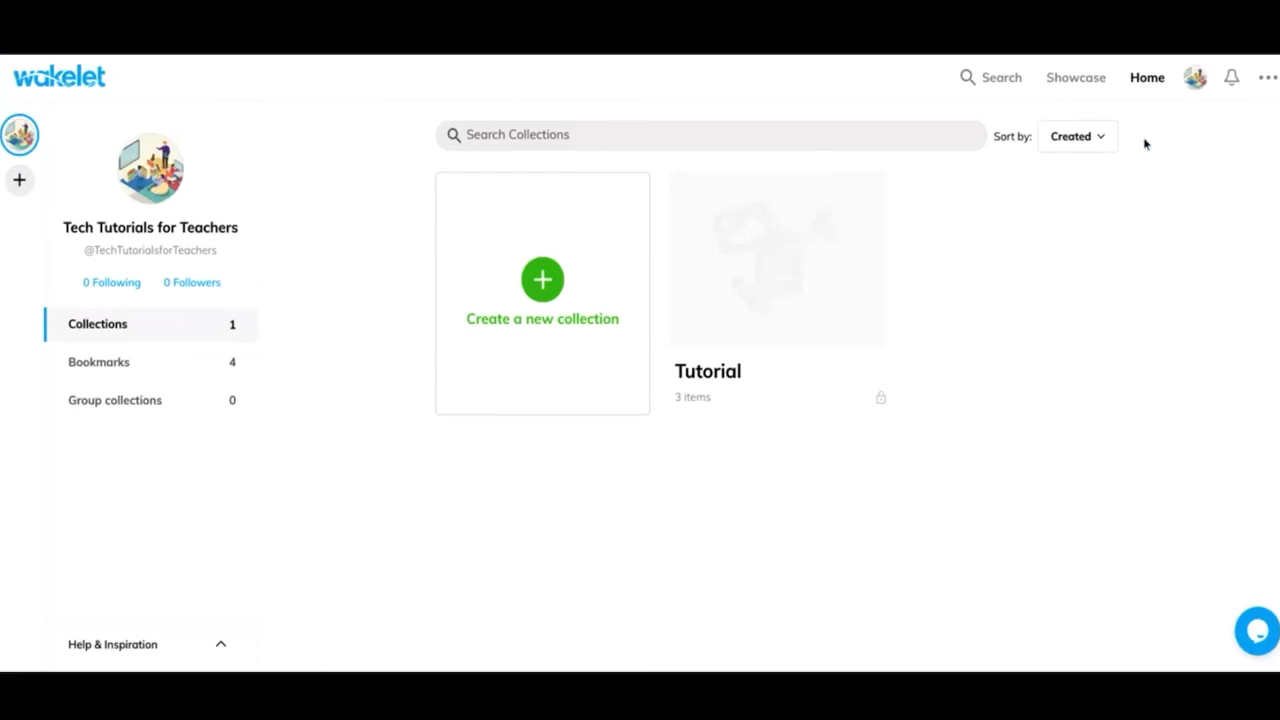 wakelet
Search
Showcase
Home
Search Collections
Sort by:
Created
Tech Tutorials for Teachers
@TechTutorialsforTeachers
0 Following
0 Followers
Collections 1
Bookmarks 4
Group collections 0
Create a new collection
Tutorial
3 items
Help & Inspiration